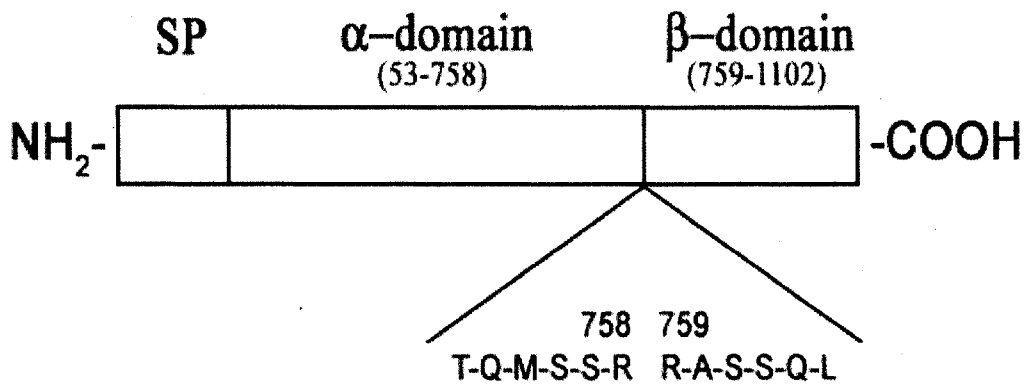 SP α–domain β–domain
(53-758) (759-1102)
NH₂- -COOH
758 759
T-Q-M-S-S-R R-A-S-S-Q-L